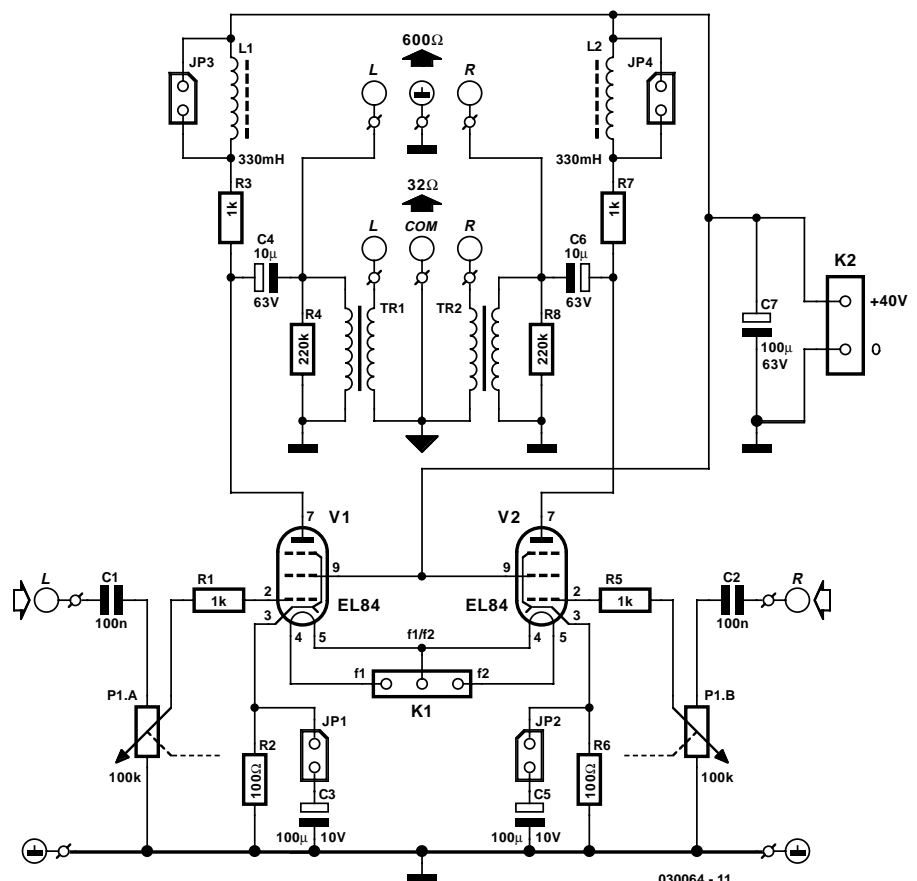 600Ω
L1
L2
JP3
L
R
JP4
330mH
32Ω
330mH
R3
R7
1k
1k
L
COM
R
C4
10µ
63V
C6
10µ
63V
K2
+40V
0
R4
220k
TR1
TR2
R8
220k
C7
100µ
63V
7
V1
V2
7
L
C1
100n
R1
1k
2
9
9
2
R5
1k
C2
100n
R
EL84
EL84
3
4
5
f1/f2
4
5
3
f1
f2
K1
P1.A
100k
P1.B
100k
JP1
JP2
R2
100Ω
R6
100Ω
C3
100µ 10V
C5
100µ 10V
030064 - 11